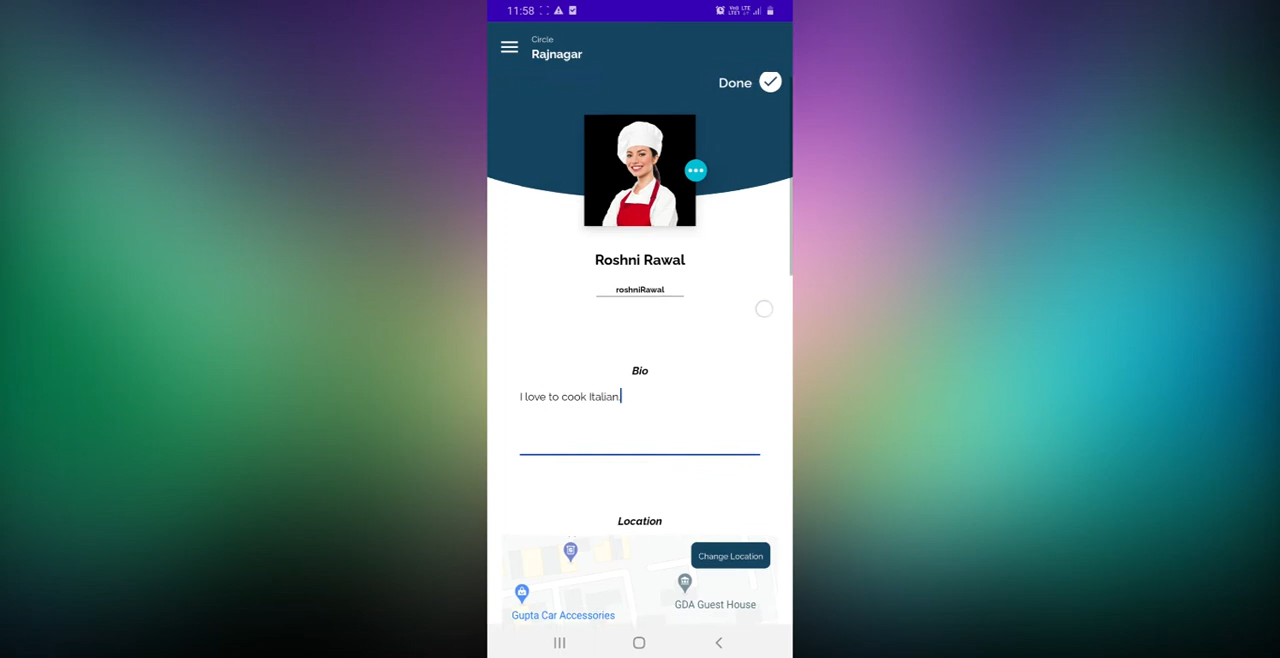 11:58
Circle
Rajnagar
Done
Roshni Rawal
roshniRawal
Bio
I love to cook Italian.
Location
Change Location
GDA Guest House
Gupta Car Accessories